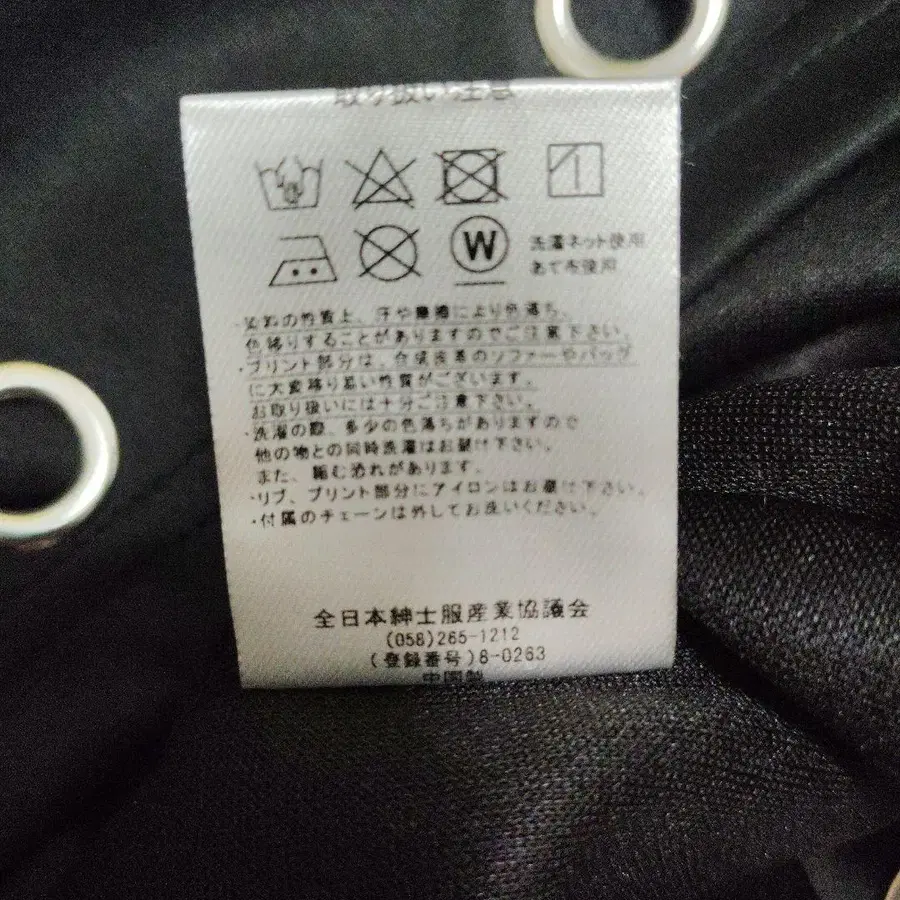 取り扱い注意
W
洗濯ネット使用
あて布使用
・染料の性質上、汗や摩擦により色落ち、
色移りすることがありますのでご注意下さい。
・プリント部分は、合成皮革のソファーやバッグ
に大変移り易い性質がございます。
お取り扱いには十分ご注意下さい。
・洗濯の際、多少の色落ちがありますので
他の物との同時洗濯はお避け下さい。
また、縮む恐れがあります。
・リブ、プリント部分にアイロンはお避け下さい。
・付属のチェーンは外してお洗いください。
全日本紳士服産業協議会
(058)265-1212
(登録番号)8-0263
中国製